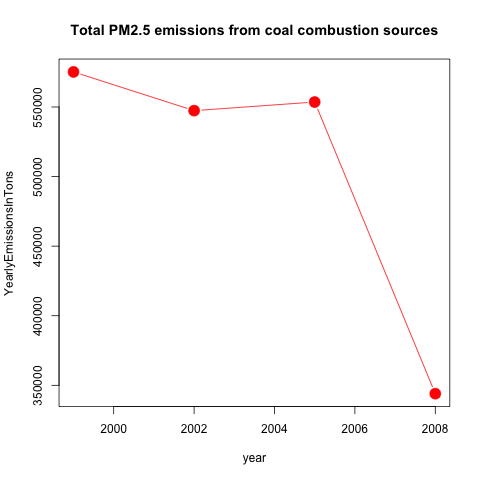 Total PM2.5 emissions from coal combustion sources
YearlyEmissionsInTons
550000
500000
450000
400000
350000
2000 2002 2004 2006 2008
year